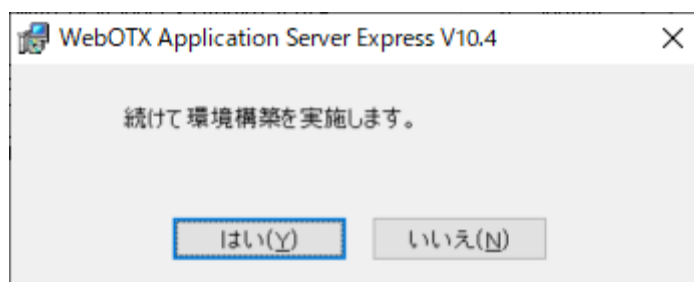 WebOTX Application Server Express V10.4
続けて環境構築を実施します。
はい(Y) いいえ(N)